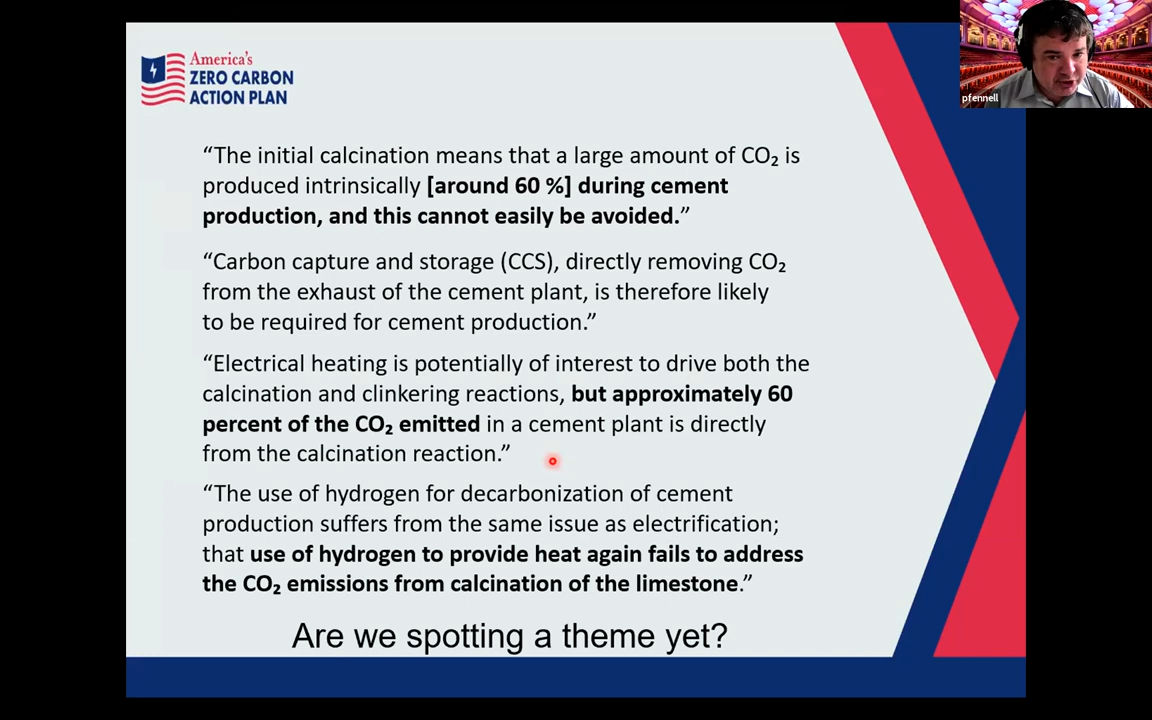 America's
ZERO CARBON
ACTION PLAN
pfennell
“The initial calcination means that a large amount of CO₂ is
produced intrinsically [around 60 %] during cement
production, and this cannot easily be avoided.”
“Carbon capture and storage (CCS), directly removing CO₂
from the exhaust of the cement plant, is therefore likely
to be required for cement production.”
“Electrical heating is potentially of interest to drive both the
calcination and clinkering reactions, but approximately 60
percent of the CO₂ emitted in a cement plant is directly
from the calcination reaction.”
“The use of hydrogen for decarbonization of cement
production suffers from the same issue as electrification;
that use of hydrogen to provide heat again fails to address
the CO₂ emissions from calcination of the limestone.”
Are we spotting a theme yet?